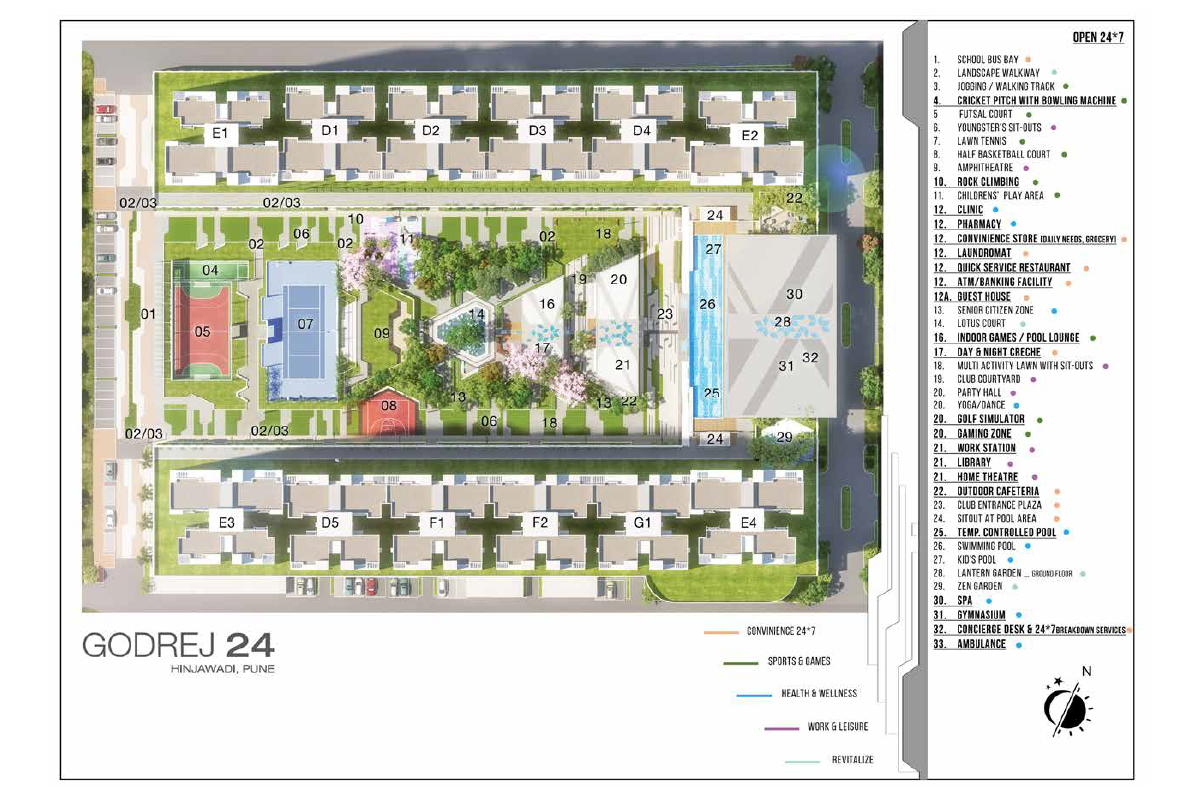 E1
D1
D2
D3
D4
E2
02/03
02/03
22
24
10
06
11
02
02
02
18
27
04
19
20
01
05
07
09
14
16
23
26
30
28
17
21
31
32
25
08
13
13
22
06
18
02/03
02/03
24
29
E3
D5
F1
F2
G1
E4
GODREJ 24
HINJAWADI, PUNE
CONVINIENCE 24*7
SPORTS & GAMES
HEALTH & WELLNESS
WORK & LEISURE
REVITALIZE
OPEN 24*7
1. SCHOOL BUS BAY
2. LANDSCAPE WALKWAY
3. JOGGING / WALKING TRACK
4. CRICKET PITCH WITH BOWLING MACHINE
5 FUTSAL COURT
6. YOUNGSTER'S SIT-OUTS
7. LAWN TENNIS
8. HALF BASKETBALL COURT
9. AMPHITHEATRE
10. ROCK CLIMBING
11. CHILDRENS' PLAY AREA
12. CLINIC
12. PHARMACY
12. CONVINIENCE STORE (DAILY NEEDS, GROCERY)
12. LAUNDROMAT
12. QUICK SERVICE RESTAURANT
12. ATM/BANKING FACILITY
12A. GUEST HOUSE
13. SENIOR CITIZEN ZONE
14. LOTUS COURT
16. INDOOR GAMES / POOL LOUNGE
17. DAY & NIGHT CRECHE
18. MULTI ACTIVITY LAWN WITH SIT-OUTS
19. CLUB COURTYARD
20. PARTY HALL
20. YOGA/DANCE
20. GOLF SIMULATOR
20. GAMING ZONE
21. WORK STATION
21. LIBRARY
21. HOME THEATRE
22. OUTDOOR CAFETERIA
23. CLUB ENTRANCE PLAZA
24. SITOUT AT POOL AREA
25. TEMP. CONTROLLED POOL
26. SWIMMING POOL
27. KID'S POOL
28. LANTERN GARDEN _ GROUND FLOOR
29. ZEN GARDEN
30. SPA
31. GYMNASIUM
32. CONCIERGE DESK & 24*7 BREAKDOWN SERVICES
33. AMBULANCE
N